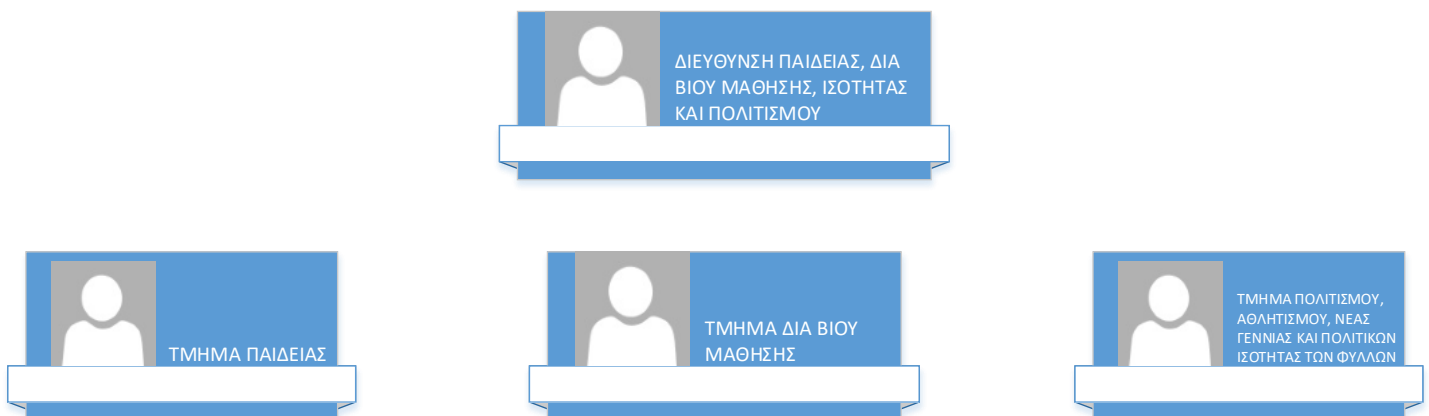 ΔΙΕΥΘΥΝΣΗ ΠΑΙΔΕΙΑΣ, ΔΙΑ
ΒΙΟΥ ΜΑΘΗΣΗΣ, ΙΣΟΤΗΤΑΣ
ΚΑΙ ΠΟΛΙΤΙΣΜΟΥ
ΤΜΗΜΑ ΠΑΙΔΕΙΑΣ
ΤΜΗΜΑ ΔΙΑ ΒΙΟΥ
ΜΑΘΗΣΗΣ
ΤΜΗΜΑ ΠΟΛΙΤΙΣΜΟΥ,
ΑΘΛΗΤΙΣΜΟΥ, ΝΕΑΣ
ΓΕΝΝΙΑΣ ΚΑΙ ΠΟΛΙΤΙΚΩΝ
ΙΣΟΤΗΤΑΣ ΤΩΝ ΦΥΛΛΩΝ